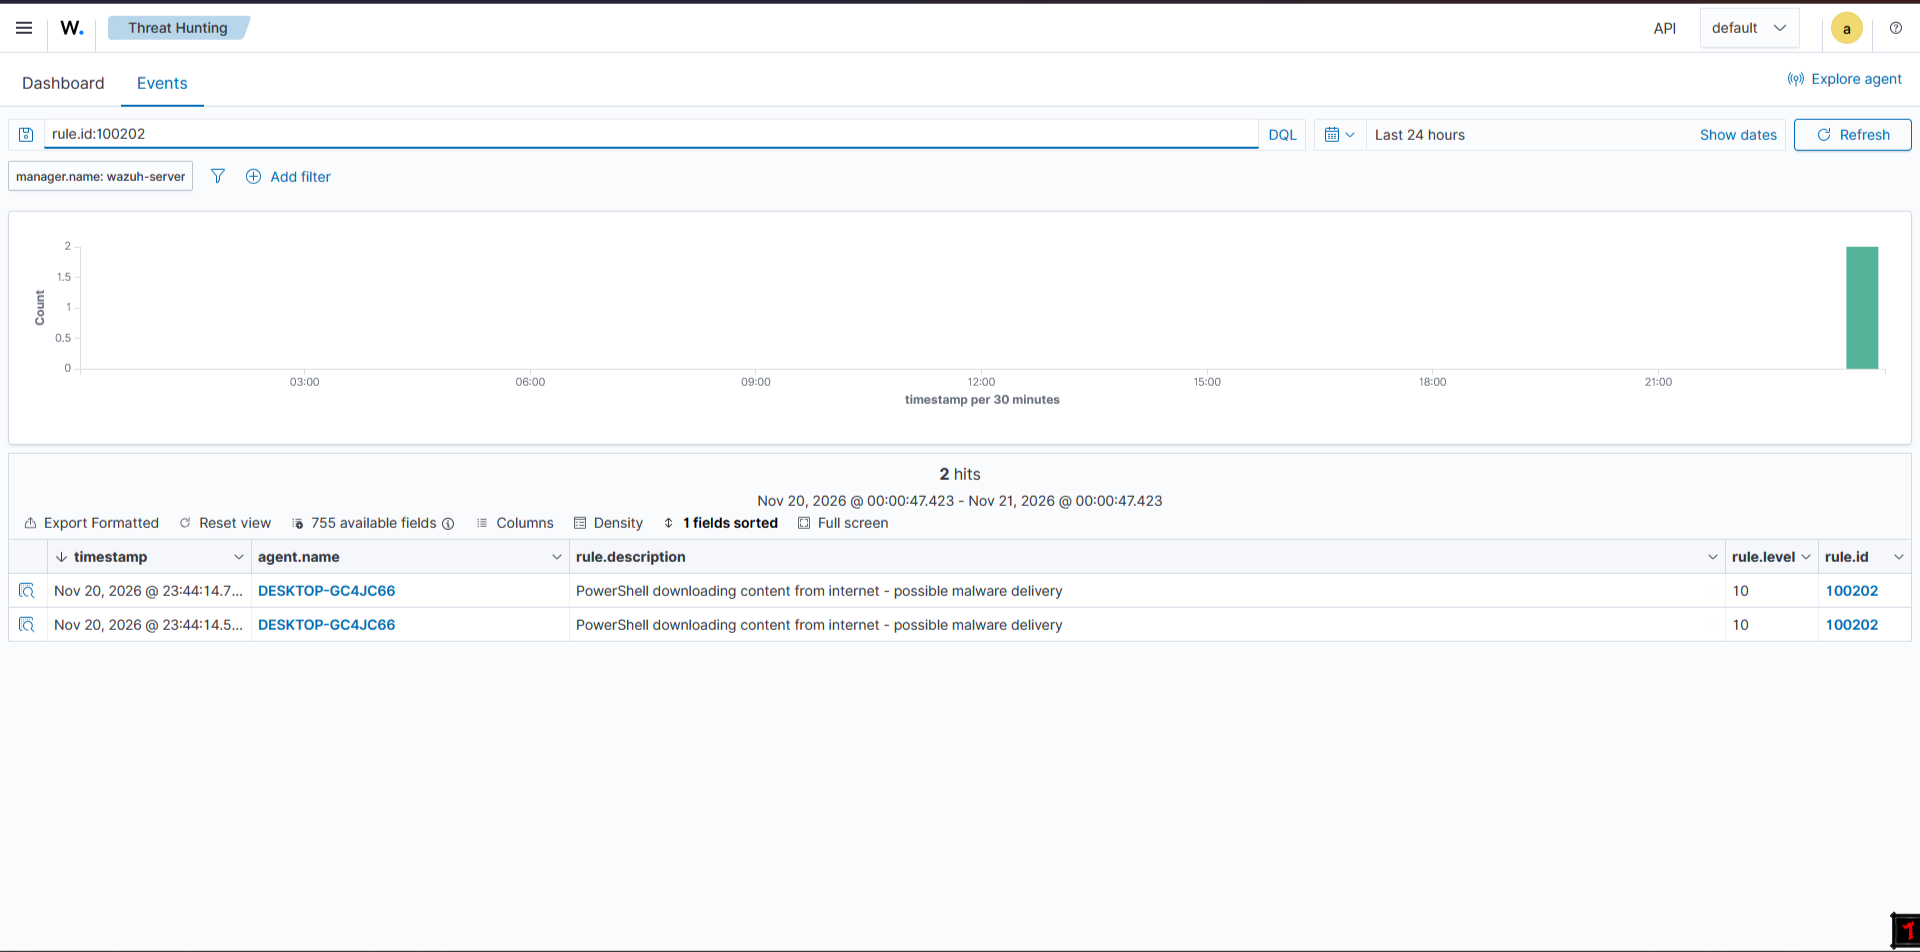 W. Threat Hunting API default a
Dashboard Events Explore agent
rule.id:100202 DQL Last 24 hours Show dates Refresh
manager.name: wazuh-server Add filter
2
1.5
1
0.5
0
Count
03:00 06:00 09:00 12:00 15:00 18:00 21:00
timestamp per 30 minutes
2 hits
Nov 20, 2026 @ 00:00:47.423 - Nov 21, 2026 @ 00:00:47.423
Export Formatted Reset view 755 available fields Columns Density 1 fields sorted Full screen
timestamp agent.name rule.description rule.level rule.id
Nov 20, 2026 @ 23:44:14.7... DESKTOP-GC4JC66 PowerShell downloading content from internet - possible malware delivery 10 100202
Nov 20, 2026 @ 23:44:14.5... DESKTOP-GC4JC66 PowerShell downloading content from internet - possible malware delivery 10 100202